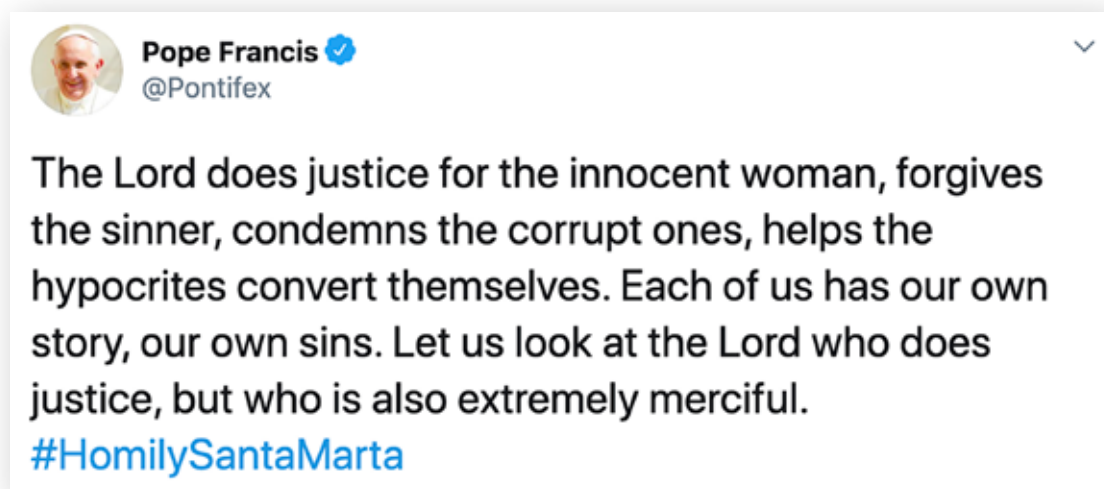 Pope Francis
@Pontifex
The Lord does justice for the innocent woman, forgives
the sinner, condemns the corrupt ones, helps the
hypocrites convert themselves. Each of us has our own
story, our own sins. Let us look at the Lord who does
justice, but who is also extremely merciful.
#HomilySantaMarta